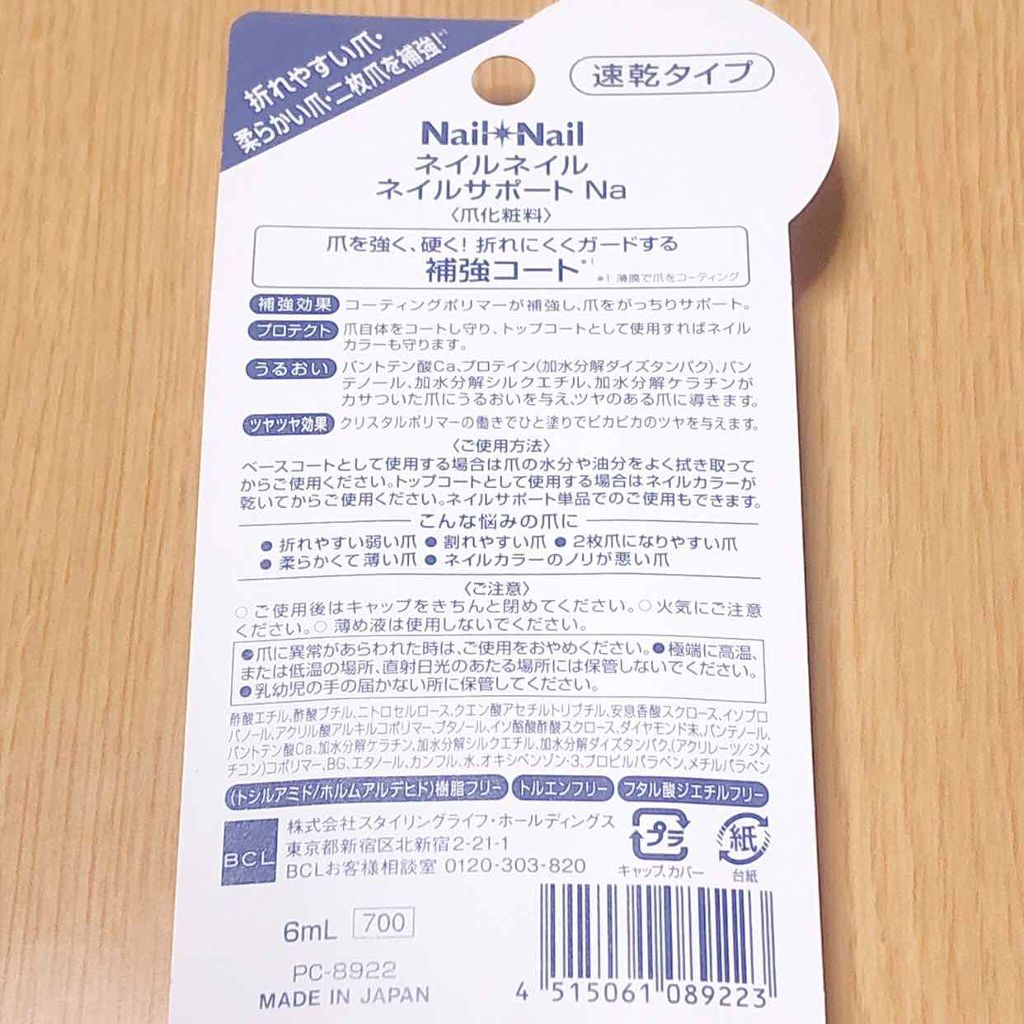 折れやすい爪・
柔らかい爪・二枚爪を補強!*¹
速乾タイプ
Nail Nail
ネイルネイル
ネイルサポート Na
〈爪化粧料〉
爪を強く、硬く! 折れにくくガードする
補強コート*¹
*1 薄膜で爪をコーティング
補強効果 コーティングポリマーが補強し、爪をがっちりサポート。
プロテクト 爪自体をコートし守り、トップコートとして使用すればネイル
カラーも守ります。
うるおい パントテン酸Ca、プロテイン(加水分解ダイズタンパク)、パン
テノール、加水分解シルクエチル、加水分解ケラチンが
カサついた爪にうるおいを与え、ツヤのある爪に導きます。
ツヤツヤ効果 クリスタルポリマーの働きでひと塗りでピカピカのツヤを与えます。
〈ご使用方法〉
ベースコートとして使用する場合は爪の水分や油分をよく拭き取って
からご使用ください。トップコートとして使用する場合はネイルカラーが
乾いてからご使用ください。ネイルサポート単品でのご使用もできます。
こんな悩みの爪に
●折れやすい弱い爪 ●割れやすい爪 ●2枚爪になりやすい爪
●柔らかくて薄い爪 ●ネイルカラーのノリが悪い爪
〈ご注意〉
○ご使用後はキャップをきちんと閉めてください。○火気にご注意
ください。○薄め液は使用しないでください。
●爪に異常があらわれた時は、ご使用をおやめください。●極端に高温、
または低温の場所、直射日光のあたる場所には保管しないでください。
●乳幼児の手の届かない所に保管してください。
酢酸エチル、酢酸ブチル、ニトロセルロース、クエン酸アセチルトリブチル、安息香酸スクロース、イソプロ
パノール、アクリル酸アルキルコポリマー、ブタノール、イソ酪酸酢酸スクロース、ダイヤモンド末、パンテノール、
パントテン酸Ca、加水分解ケラチン、加水分解シルクエチル、加水分解ダイズタンパク、(アクリレーツ/ジメ
チコン)コポリマー、BG、エタノール、カンフル、水、オキシベンゾン-3、プロピルパラベン、メチルパラベン
(トシルアミド/ホルムアルデヒド)樹脂フリー トルエンフリー フタル酸ジエチルフリー
BCL
株式会社スタイリングライフ・ホールディングス
東京都新宿区北新宿2-21-1
BCLお客様相談室 0120-303-820
プラ
キャップ、カバー
紙
台紙
6mL 700
PC-8922
MADE IN JAPAN
4 515061 089223